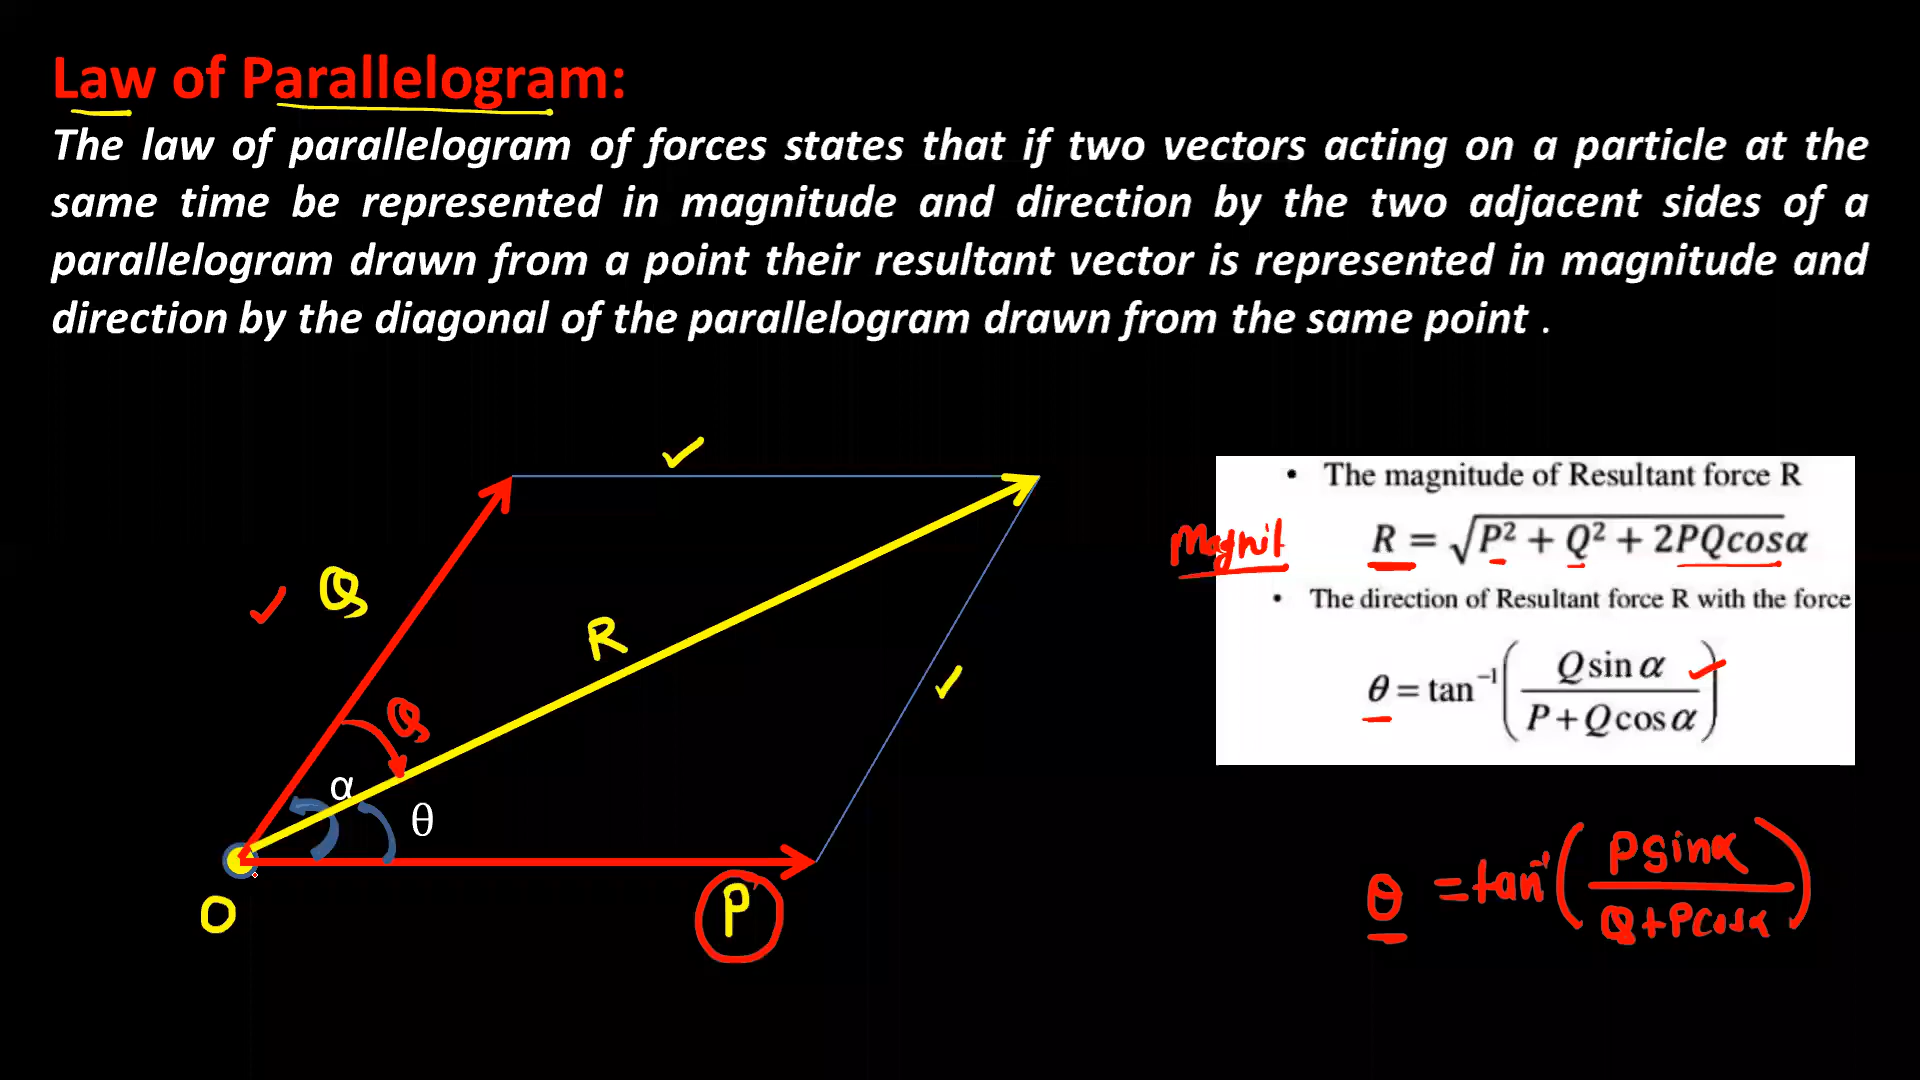 Law of Parallelogram:
The law of parallelogram of forces states that if two vectors acting on a particle at the
same time be represented in magnitude and direction by the two adjacent sides of a
parallelogram drawn from a point their resultant vector is represented in magnitude and
direction by the diagonal of the parallelogram drawn from the same point .
• The magnitude of Resultant force R
Magnit
R = √P² + Q² + 2PQcosα
• The direction of Resultant force R with the force
θ = tan⁻¹(Q sin α / P + Q cos α)
Q
R
Q
α
θ
O
P
θ = tan⁻¹(P sinα / Q + P cosα)